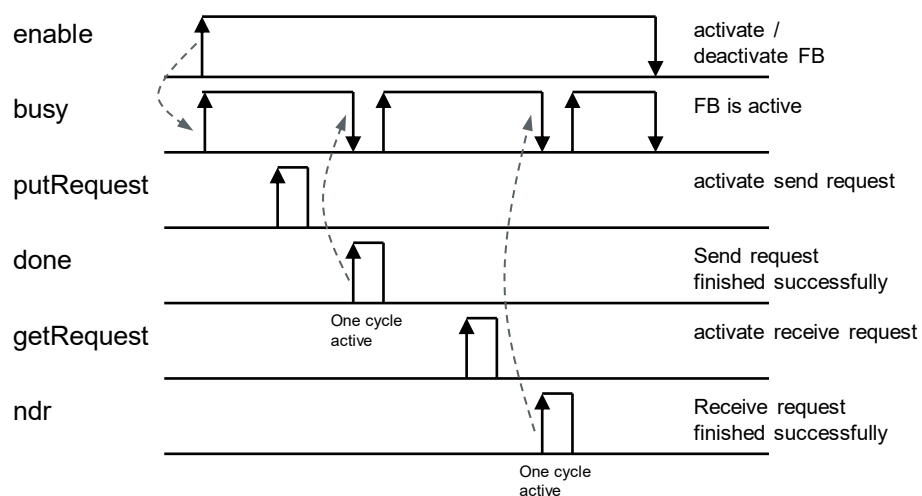 enable
activate /
deactivate FB
busy
FB is active
putRequest
activate send request
done
Send request
finished successfully
One cycle
active
getRequest
activate receive request
ndr
Receive request
finished successfully
One cycle
active